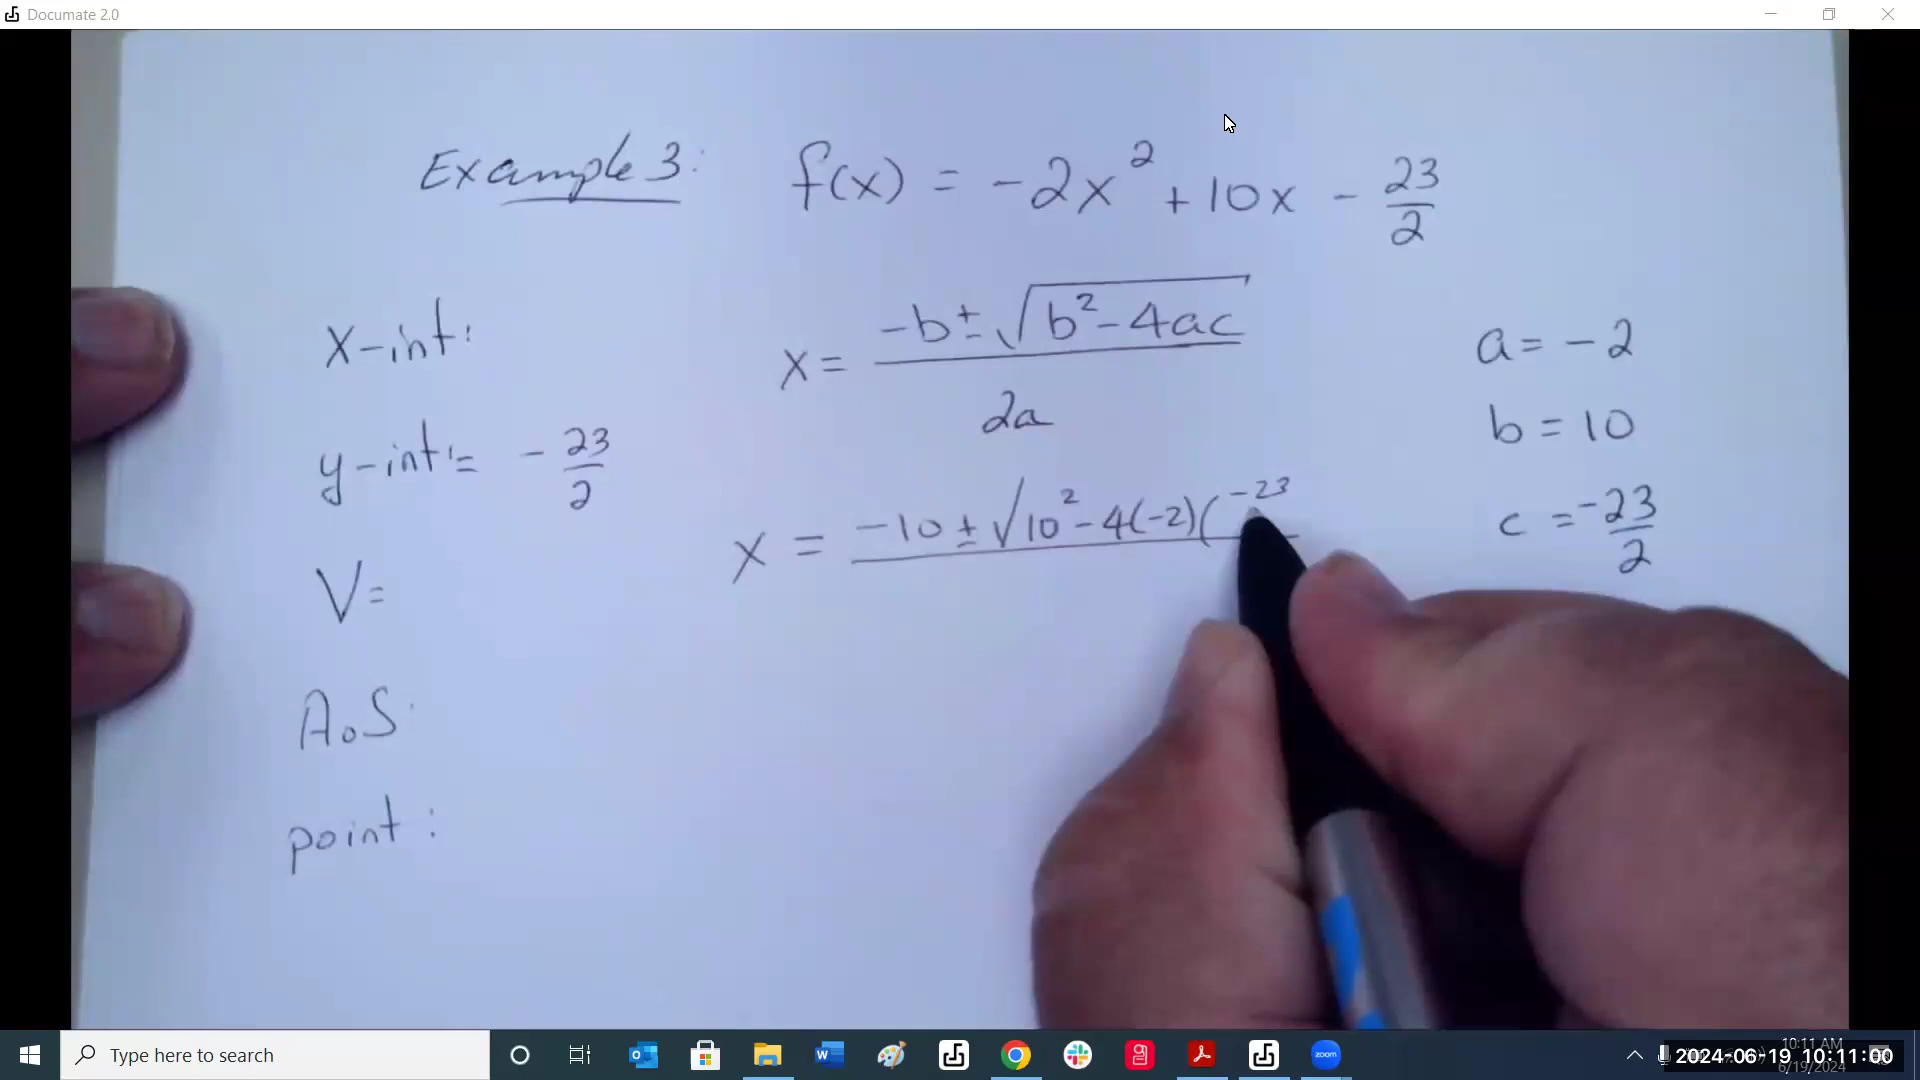 Documate 2.0
Example 3: f(x) = -2x² + 10x - 23/2
x-int:
x = (-b ± √(b² - 4ac)) / 2a
a = -2
b = 10
c = -23/2
y-int:= - 23/2
x = -10 ± √10² - 4(-2)(-23
V=
AoS:
point:
Type here to search
zoom
10:11 AM
2024-06-19 10:11:00
6/19/2024